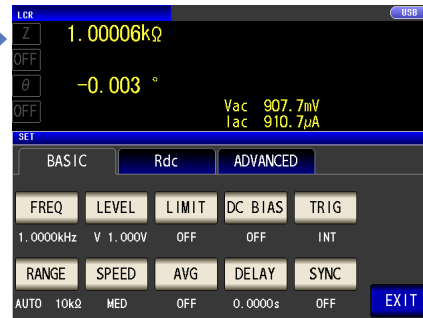 LCR
USB
Z 1.00006kΩ
OFF
θ -0.003 °
OFF
Vac 907.7mV
Iac 910.7μA
SET
BASIC Rdc ADVANCED
FREQ LEVEL LIMIT DC BIAS TRIG
1.0000kHz V 1.000V OFF OFF INT
RANGE SPEED AVG DELAY SYNC
AUTO 10kΩ MED OFF 0.0000s OFF
EXIT